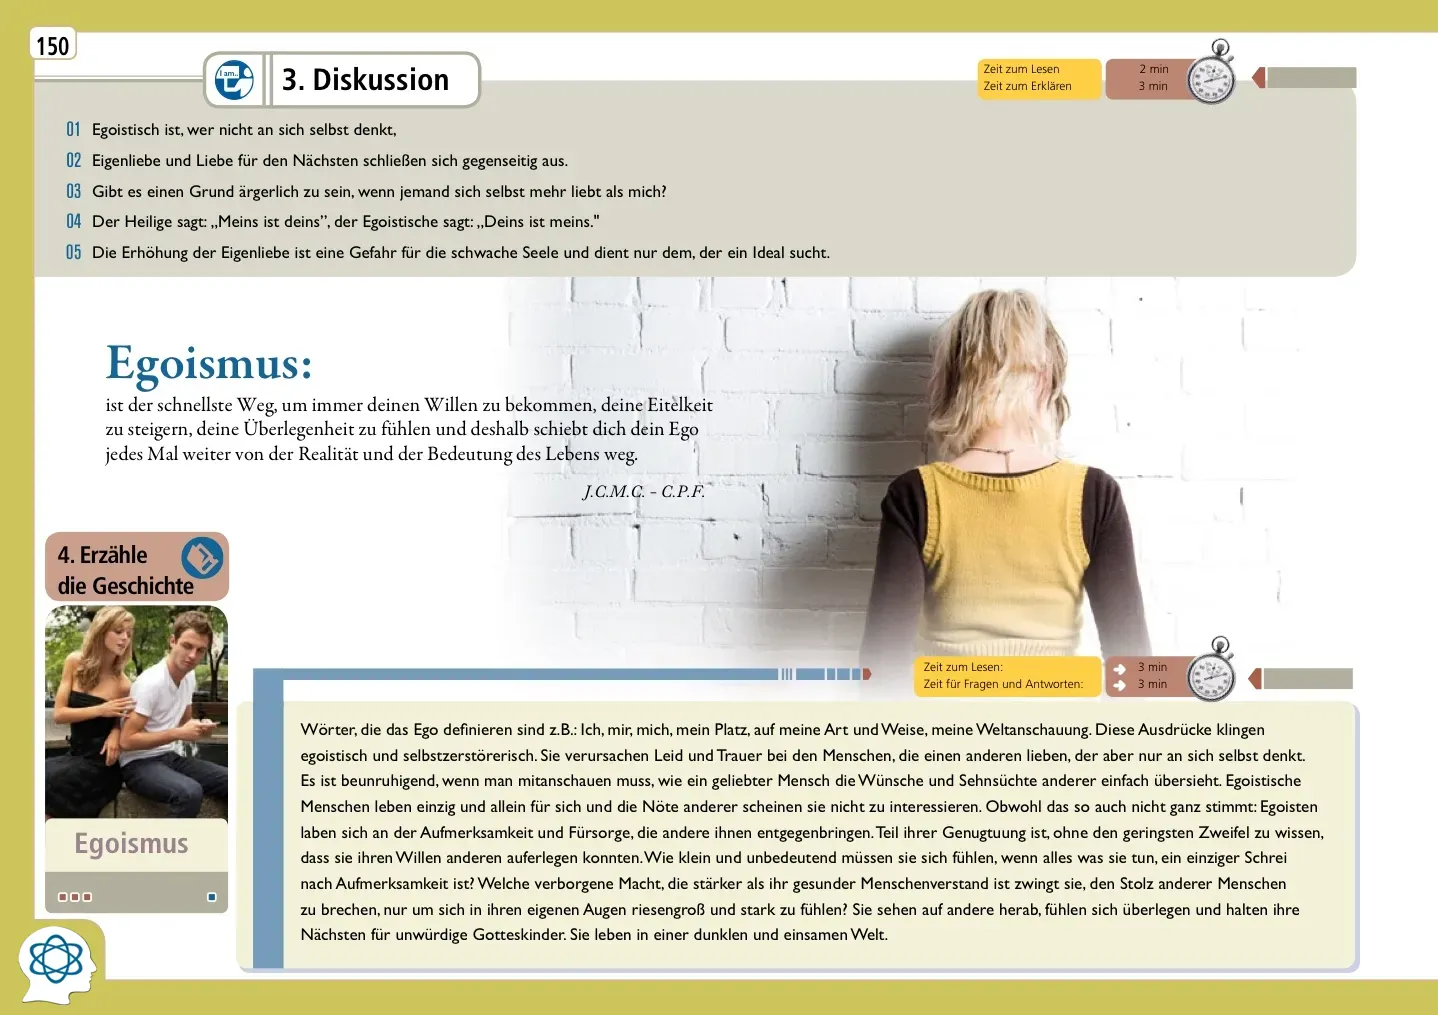 150
I am...
3. Diskussion
Zeit zum Lesen 2 min
Zeit zum Erklären 3 min
01 Egoistisch ist, wer nicht an sich selbst denkt,
02 Eigenliebe und Liebe für den Nächsten schließen sich gegenseitig aus.
03 Gibt es einen Grund ärgerlich zu sein, wenn jemand sich selbst mehr liebt als mich?
04 Der Heilige sagt: „Meins ist deins”, der Egoistische sagt: „Deins ist meins."
05 Die Erhöhung der Eigenliebe ist eine Gefahr für die schwache Seele und dient nur dem, der ein Ideal sucht.
Egoismus:
ist der schnellste Weg, um immer deinen Willen zu bekommen, deine Eitelkeit
zu steigern, deine Überlegenheit zu fühlen und deshalb schiebt dich dein Ego
jedes Mal weiter von der Realität und der Bedeutung des Lebens weg.
J.C.M.C. - C.P.F.
4. Erzähle
die Geschichte
Egoismus
Zeit zum Lesen: 3 min
Zeit für Fragen und Antworten: 3 min
Wörter, die das Ego definieren sind z.B.: Ich, mir, mich, mein Platz, auf meine Art und Weise, meine Weltanschauung. Diese Ausdrücke klingen
egoistisch und selbstzerstörerisch. Sie verursachen Leid und Trauer bei den Menschen, die einen anderen lieben, der aber nur an sich selbst denkt.
Es ist beunruhigend, wenn man mitanschauen muss, wie ein geliebter Mensch die Wünsche und Sehnsüchte anderer einfach übersieht. Egoistische
Menschen leben einzig und allein für sich und die Nöte anderer scheinen sie nicht zu interessieren. Obwohl das so auch nicht ganz stimmt: Egoisten
laben sich an der Aufmerksamkeit und Fürsorge, die andere ihnen entgegenbringen. Teil ihrer Genugtuung ist, ohne den geringsten Zweifel zu wissen,
dass sie ihren Willen anderen auferlegen konnten. Wie klein und unbedeutend müssen sie sich fühlen, wenn alles was sie tun, ein einziger Schrei
nach Aufmerksamkeit ist? Welche verborgene Macht, die stärker als ihr gesunder Menschenverstand ist zwingt sie, den Stolz anderer Menschen
zu brechen, nur um sich in ihren eigenen Augen riesengroß und stark zu fühlen? Sie sehen auf andere herab, fühlen sich überlegen und halten ihre
Nächsten für unwürdige Gotteskinder. Sie leben in einer dunklen und einsamen Welt.